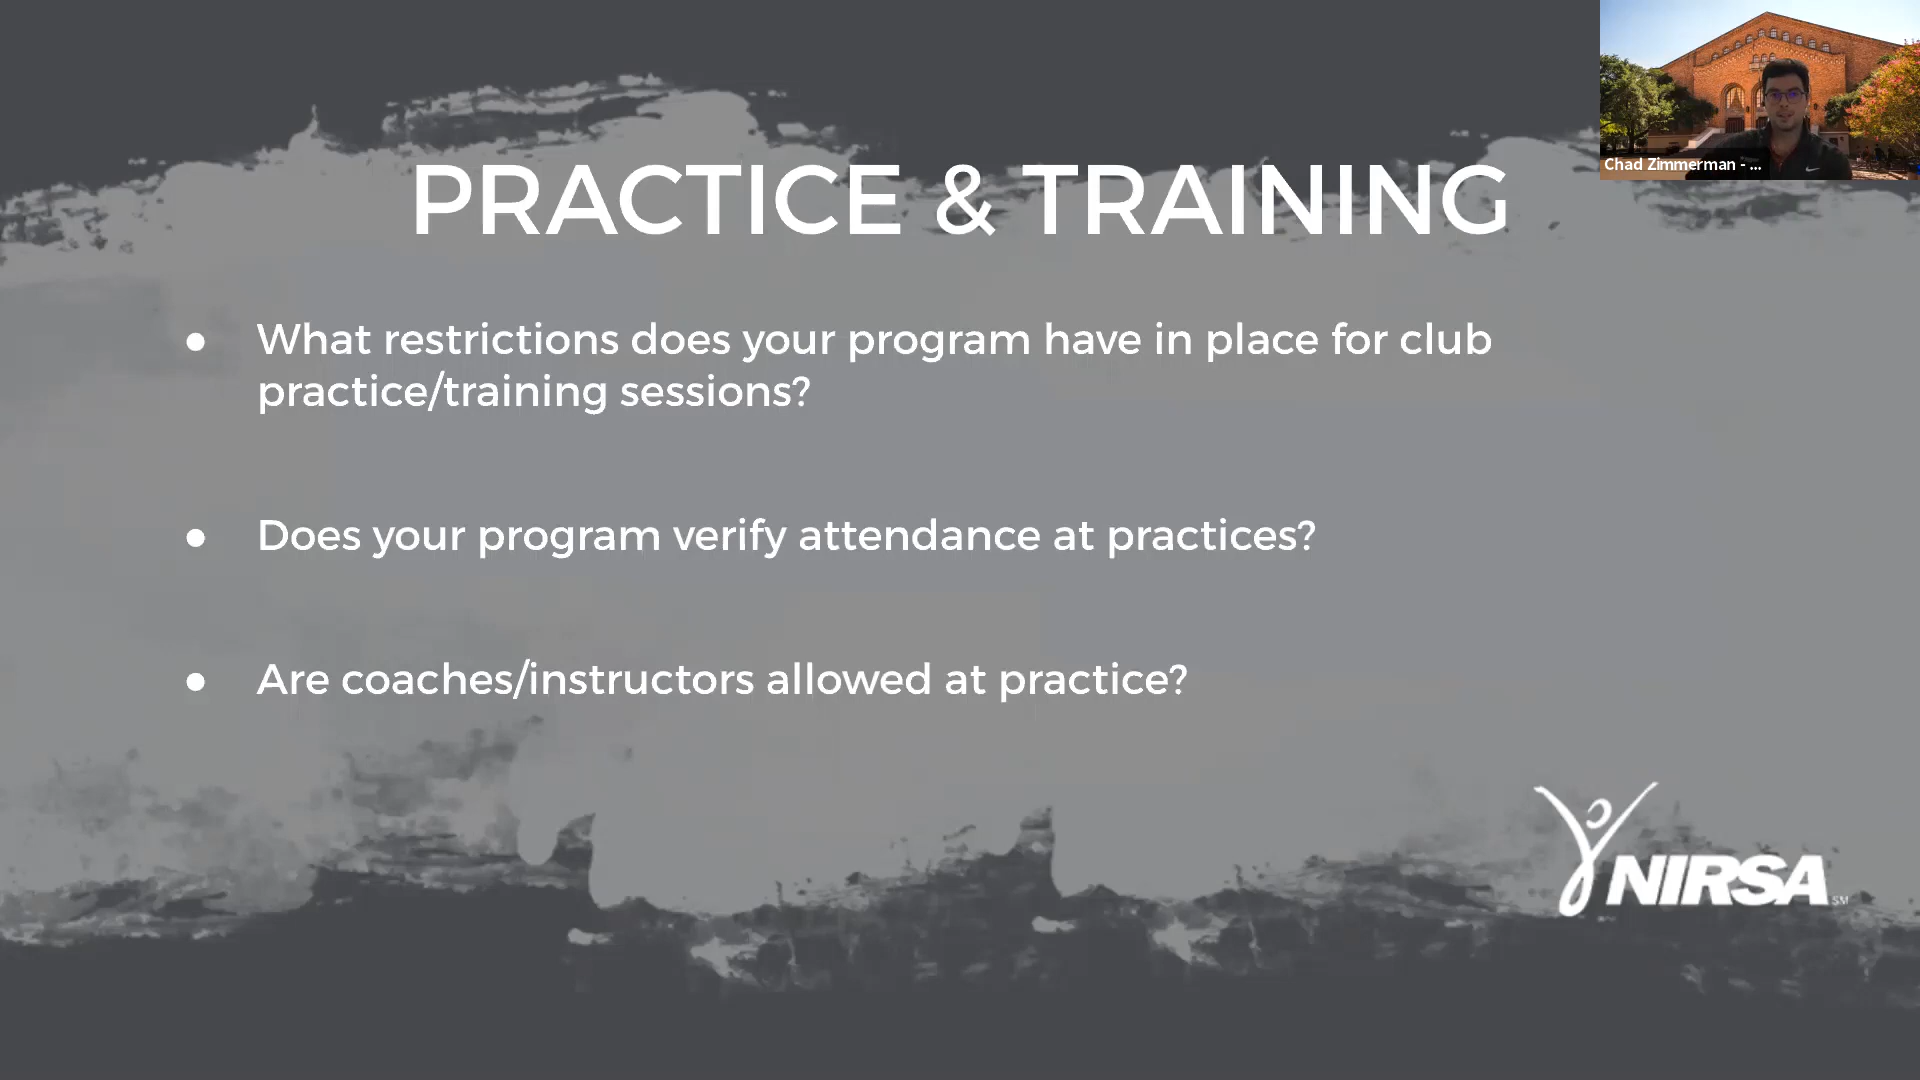 Chad Zimmerman - ...
PRACTICE & TRAINING
● What restrictions does your program have in place for club
practice/training sessions?
● Does your program verify attendance at practices?
● Are coaches/instructors allowed at practice?
NIRSA
SM